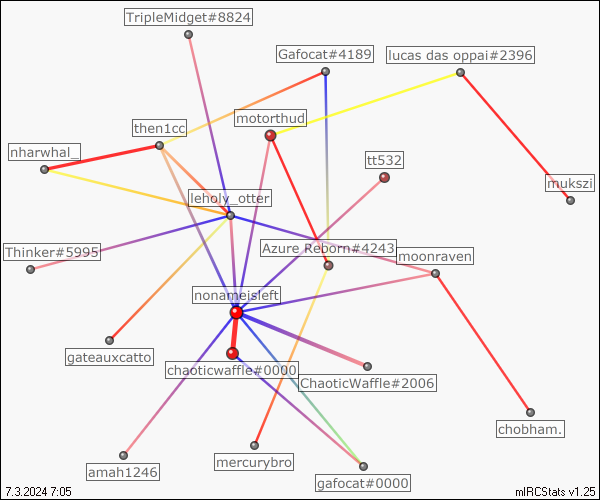 TripleMidget#8824
Gafocat#4189
lucas das oppai#2396
motorthud
then1cc
nharwhal_
tt532
mukszi
leholy_otter
Thinker#5995
Azure Reborn#4243
moonraven
nonameisleft
gateauxcatto
chaoticwaffle#0000
ChaoticWaffle#2006
chobham.
amah1246
mercurybro
gafocat#0000
7.3.2024 7:05
mIRCStats v1.25